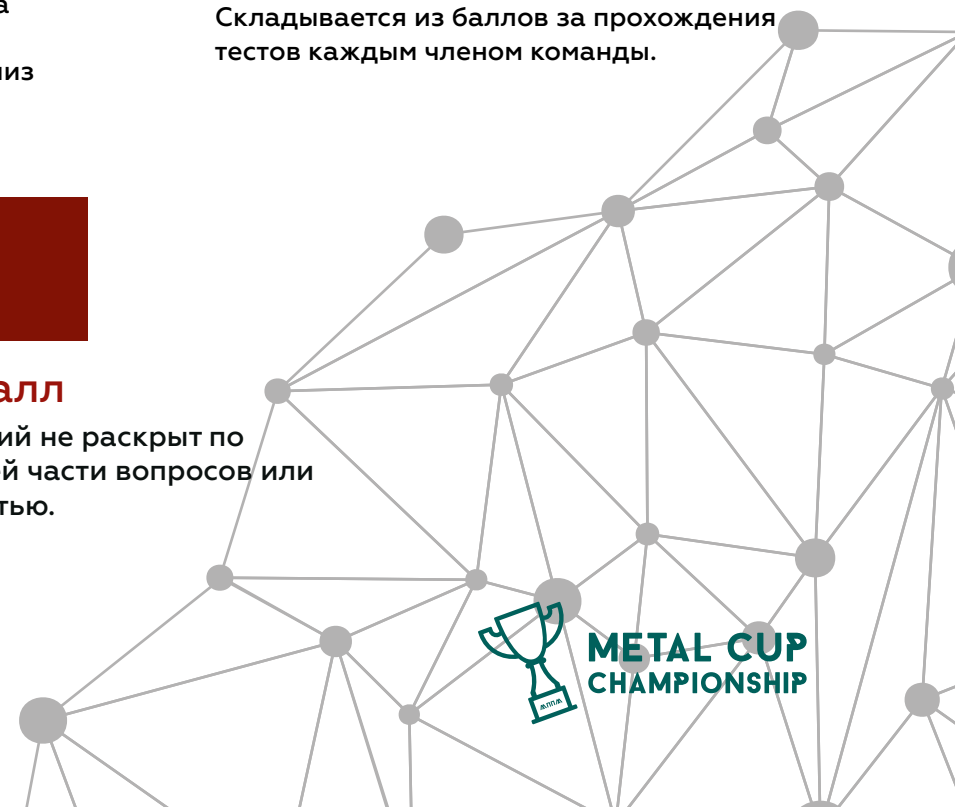 а
Складывается из баллов за прохождения
тестов каждым членом команды.
из
алл
ий не раскрыт по
й части вопросов или
тью.
METAL CUP
CHAMPIONSHIP